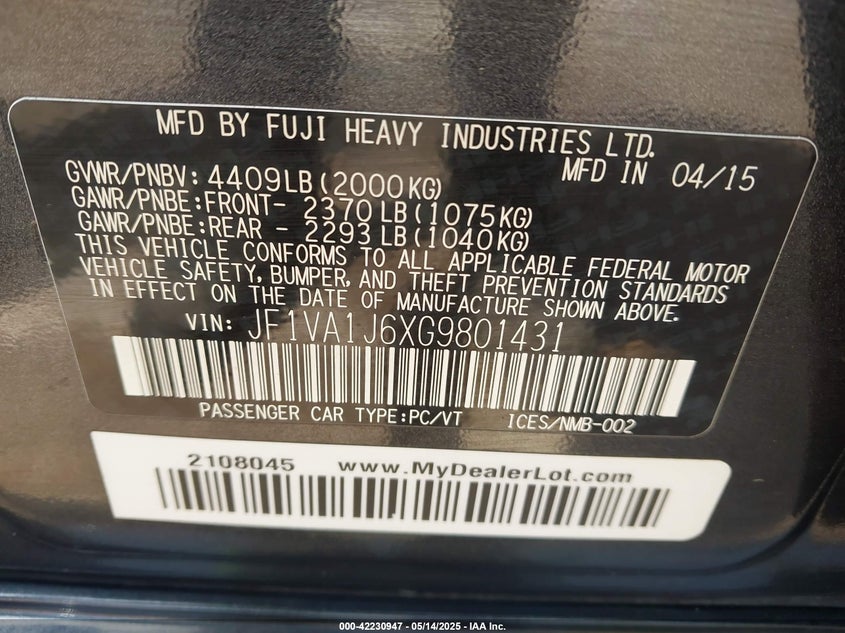 MFD BY FUJI HEAVY INDUSTRIES LTD.
GVWR/PNBV: 4409LB(2000KG) MFD IN 04/15
GAWR/PNBE:FRONT- 2370LB(1075KG)
GAWR/PNBE:REAR - 2293LB(1040KG)
THIS VEHICLE CONFORMS TO ALL APPLICABLE FEDERAL MOTOR
VEHICLE SAFETY, BUMPER, AND THEFT PREVENTION STANDARDS
IN EFFECT ON THE DATE OF MANUFACTURE SHOWN ABOVE.
VIN: JF1VA1J6XG9801431
PASSENGER CAR TYPE:PC/VT ICES/NMB-002
2108045 www.MyDealerLot.com
000-42230947 - 05/14/2025 - IAA Inc.